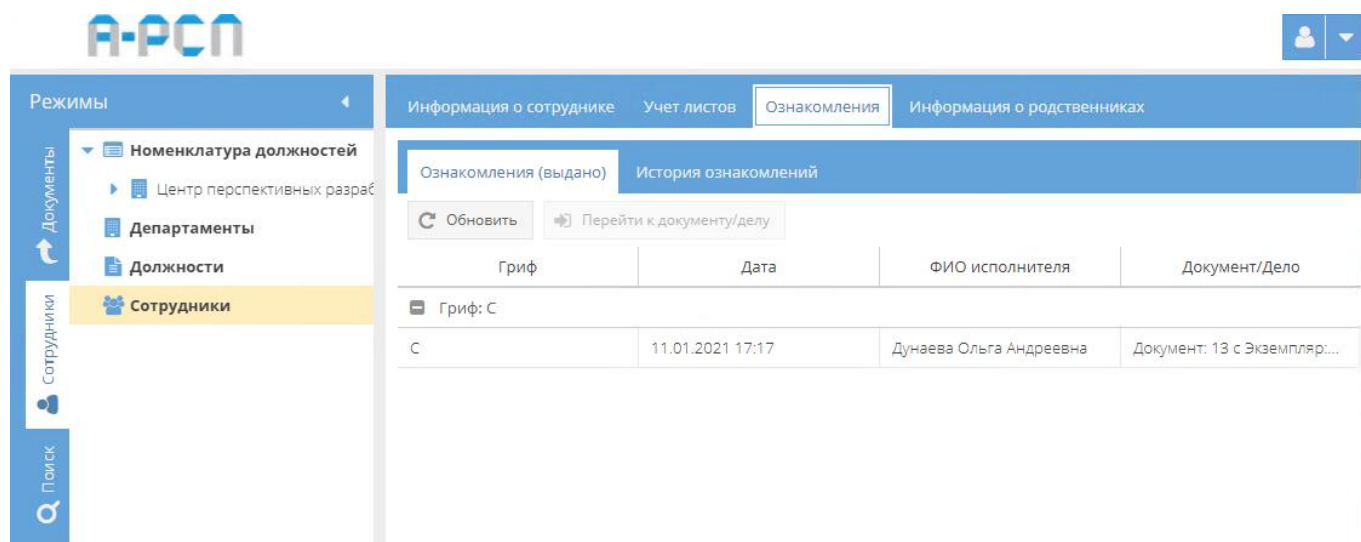 А-РСП
Режимы
Информация о сотруднике Учет листов Ознакомления Информация о родственниках
Документы
Номенклатура должностей
Центр перспективных разраб
Департаменты
Должности
Сотрудники
Сотрудники
Поиск
Ознакомления (выдано) История ознакомлений
Обновить Перейти к документу/делу
Гриф Дата ФИО исполнителя Документ/Дело
Гриф: С
С 11.01.2021 17:17 Дунаева Ольга Андреевна Документ: 13 с Экземпляр:...